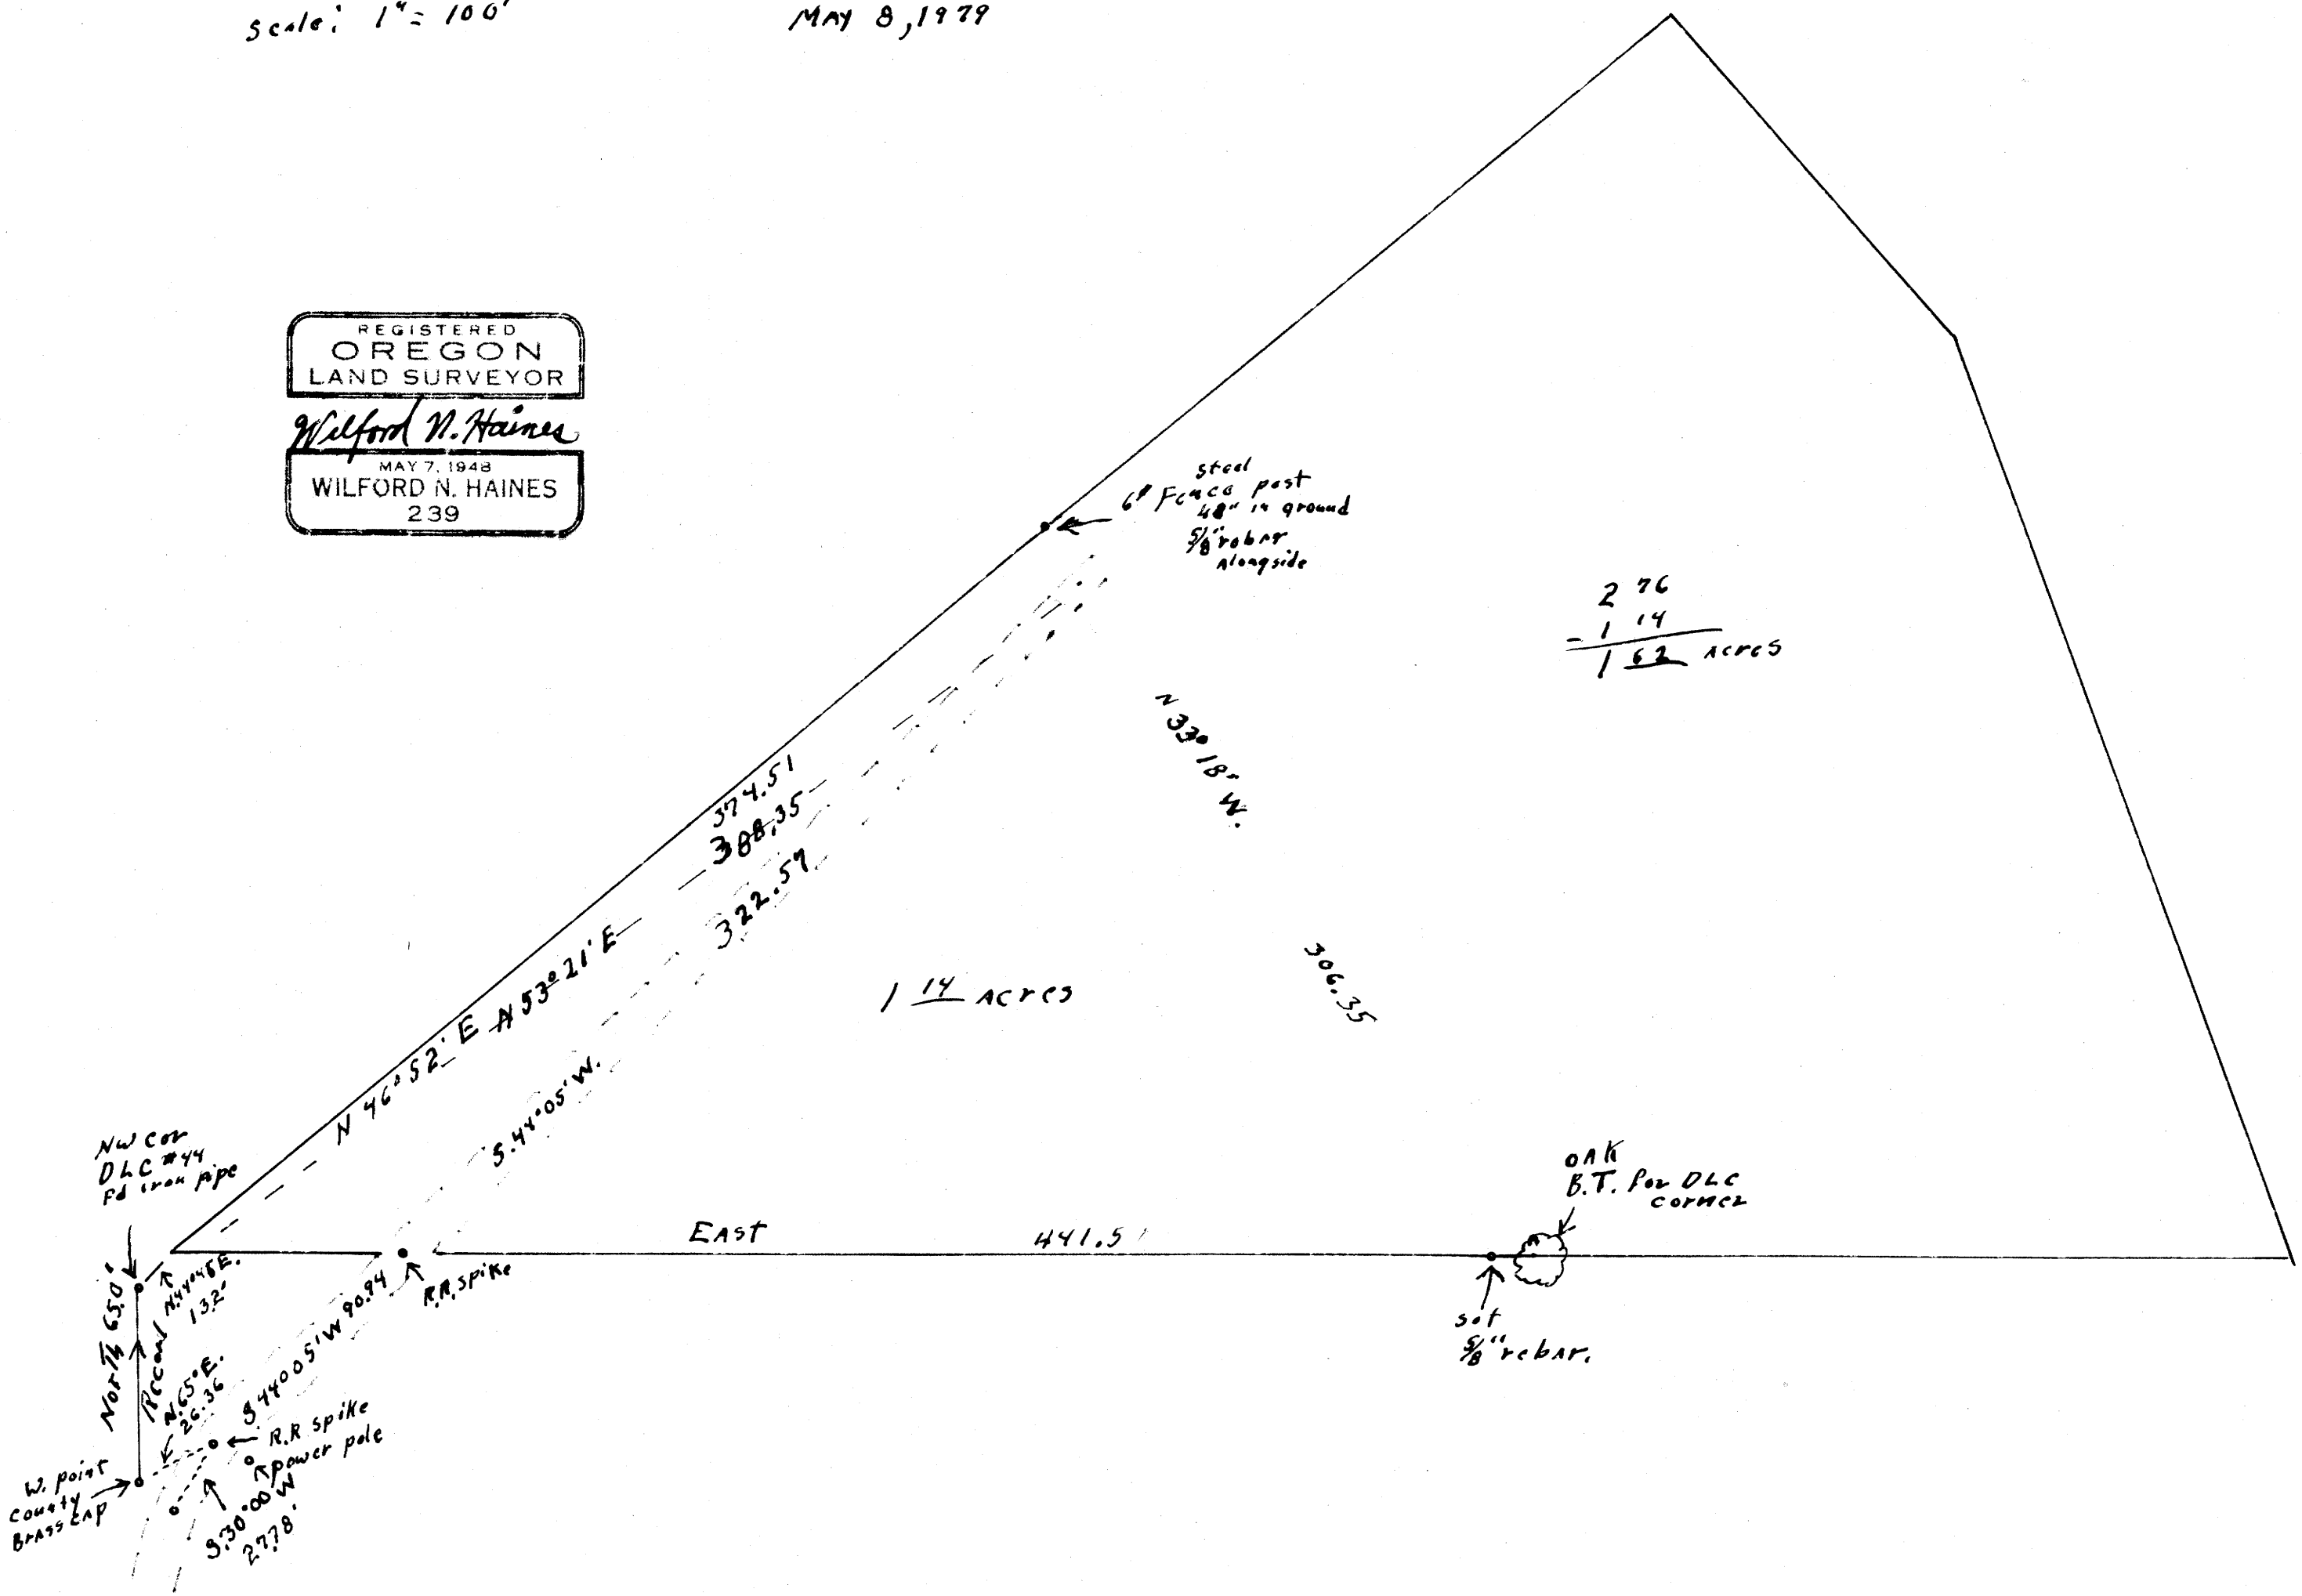 Scale: 1" = 100'
MAY 8, 1979
REGISTERED
OREGON
LAND SURVEYOR
Wilford N. Haines
MAY 7, 1948
WILFORD N. HAINES
239
steel
6' Fence post
48" in ground
5/8" rebar
Alongside
2 76
- 1 14
1 62 Acres
N 33° 18' W.
306.35
374.51
388.35
322.57
N 46° 52' E N 53° 21' E
S. 44° 05' W.
1 14 Acres
NW Cor
DLC #44
Fd iron pipe
EAST
441.5
OAK
B.T. for DLC
corner
set
5/8" rebar.
R.R. spike
North 65.0'
Record N. 44° 48' E.
132'
N. 65° E.
26.36
S 44° 05' W 90.94
R.R spike
power pole
S. 30° 00' W
27.78'
W. point
County
Brass Cap